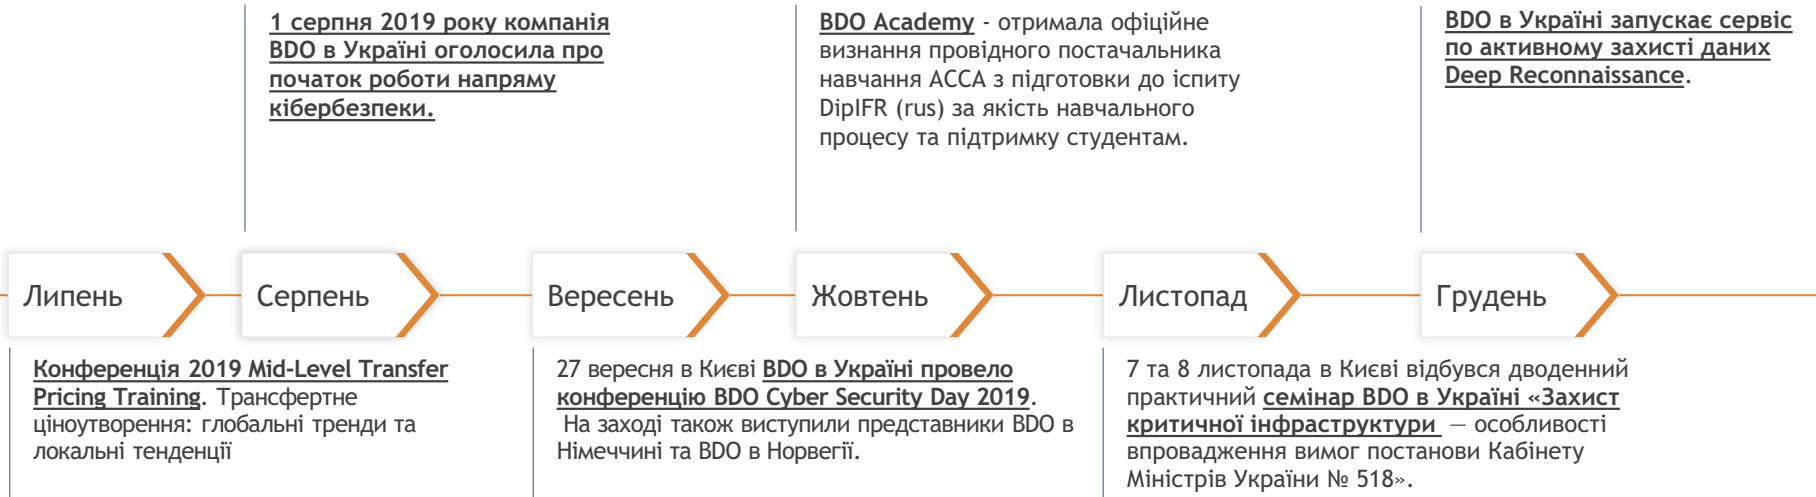 1 серпня 2019 року компанія
BDO в Україні оголосила про
початок роботи напряму
кібербезпеки.
BDO Academy - отримала офіційне
визнання провідного постачальника
навчання АССА з підготовки до іспиту
DipIFR (rus) за якість навчального
процесу та підтримку студентам.
BDO в Україні запускає сервіс
по активному захисті даних
Deep Reconnaissance.
Липень
Серпень
Вересень
Жовтень
Листопад
Грудень
Конференція 2019 Mid-Level Transfer
Pricing Training. Трансфертне
ціноутворення: глобальні тренди та
локальні тенденції
27 вересня в Києві BDO в Україні провело
конференцію BDO Cyber Security Day 2019.
На заході також виступили представники BDO в
Німеччині та BDO в Норвегії.
7 та 8 листопада в Києві відбувся дводенний
практичний семінар BDO в Україні «Захист
критичної інфраструктури — особливості
впровадження вимог постанови Кабінету
Міністрів України № 518».